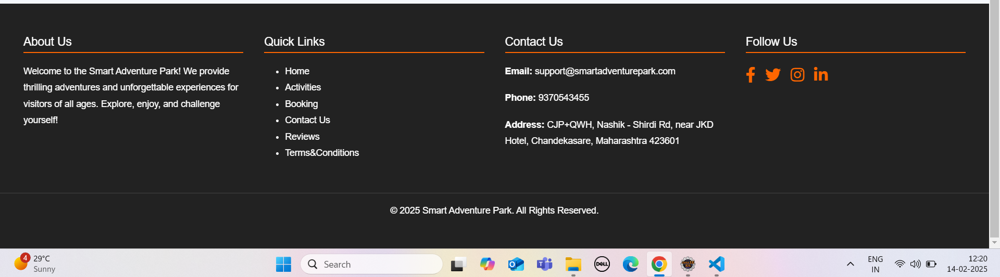 About Us
Welcome to the Smart Adventure Park! We provide
thrilling adventures and unforgettable experiences for
visitors of all ages. Explore, enjoy, and challenge
yourself!
Quick Links
Home
Activities
Booking
Contact Us
Reviews
Terms&Conditions
Contact Us
Email: support@smartadventurepark.com
Phone: 9370543455
Address: CJP+QWH, Nashik - Shirdi Rd, near JKD
Hotel, Chandekasare, Maharashtra 423601
Follow Us
© 2025 Smart Adventure Park. All Rights Reserved.
4
29°C
Sunny
Search
DELL
ENG
IN
12:20
14-02-2025